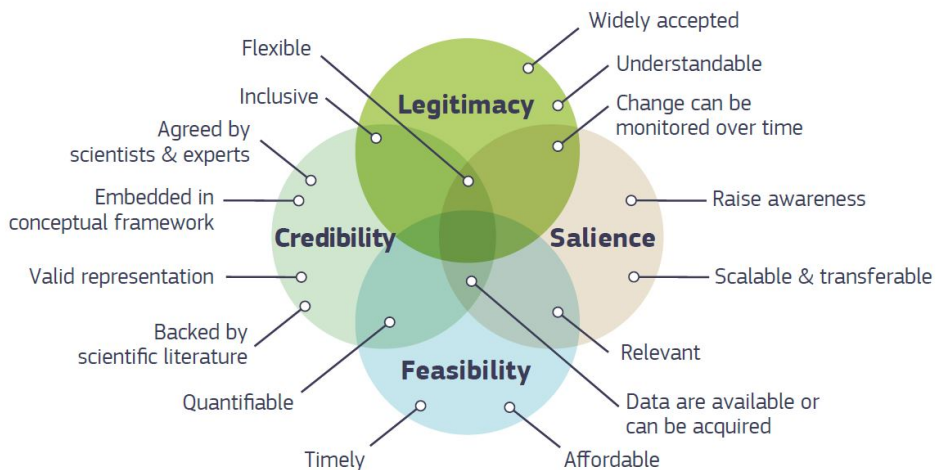 Widely accepted
Flexible
Understandable
Inclusive
Legitimacy
Change can be
monitored over time
Agreed by
scientists & experts
Embedded in
conceptual framework
Raise awareness
Credibility
Salience
Valid representation
Scalable & transferable
Backed by
scientific literature
Relevant
Feasibility
Quantifiable
Data are available or
can be acquired
Timely
Affordable